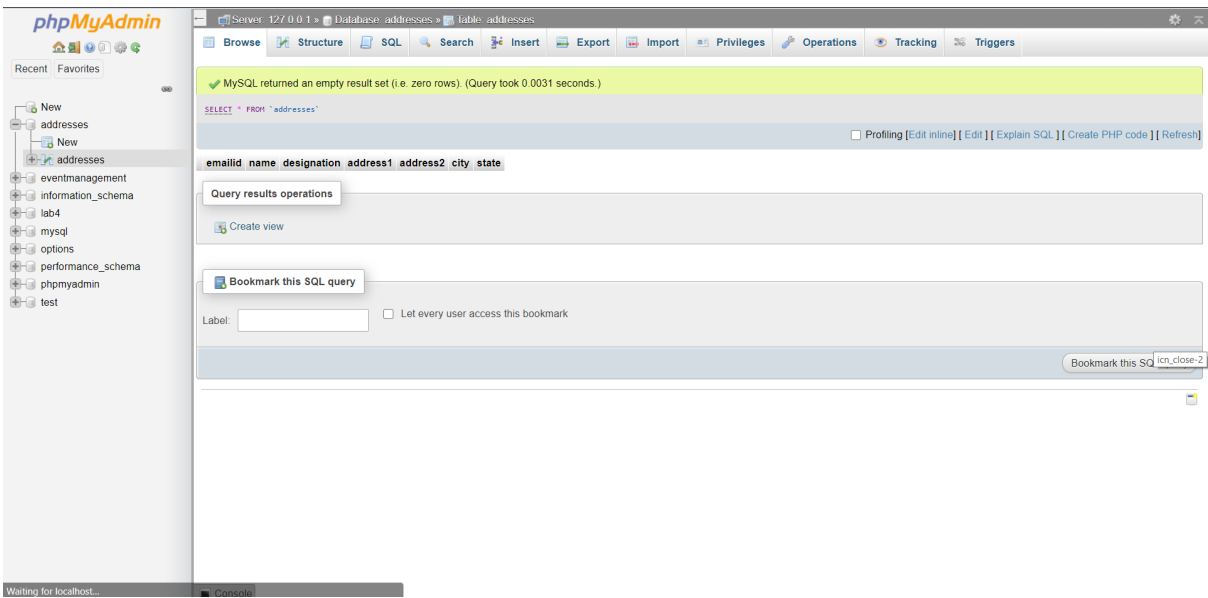 phpMyAdmin
Recent Favorites
New
addresses
New
addresses
eventmanagement
information_schema
lab4
mysql
options
performance_schema
phpmyadmin
test
Server: 127.0.0.1 » Database: addresses » Table: addresses
Browse Structure SQL Search Insert Export Import Privileges Operations Tracking Triggers
MySQL returned an empty result set (i.e. zero rows). (Query took 0.0031 seconds.)
SELECT * FROM `addresses`
Profiling [Edit inline] [ Edit ] [ Explain SQL ] [ Create PHP code ] [ Refresh]
emailid name designation address1 address2 city state
Query results operations
Create view
Bookmark this SQL query
Label:
Let every user access this bookmark
Bookmark this SQ
icn_close-2
Console
Waiting for localhost...